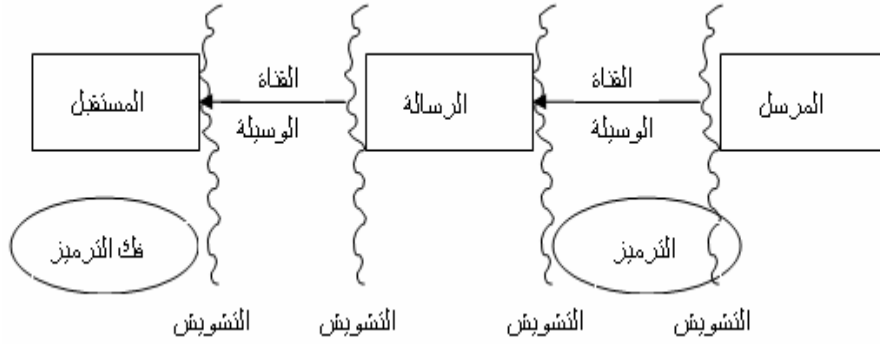 القناة
القناة
المرسل
الرسالة
المستقبل
الوسيلة
الوسيلة
الترميز
فك الترميز
التشويش
التشويش
التشويش
التشويش